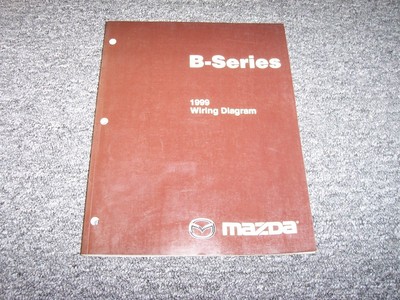 B-Series
1999
Wiring Diagram
mazda